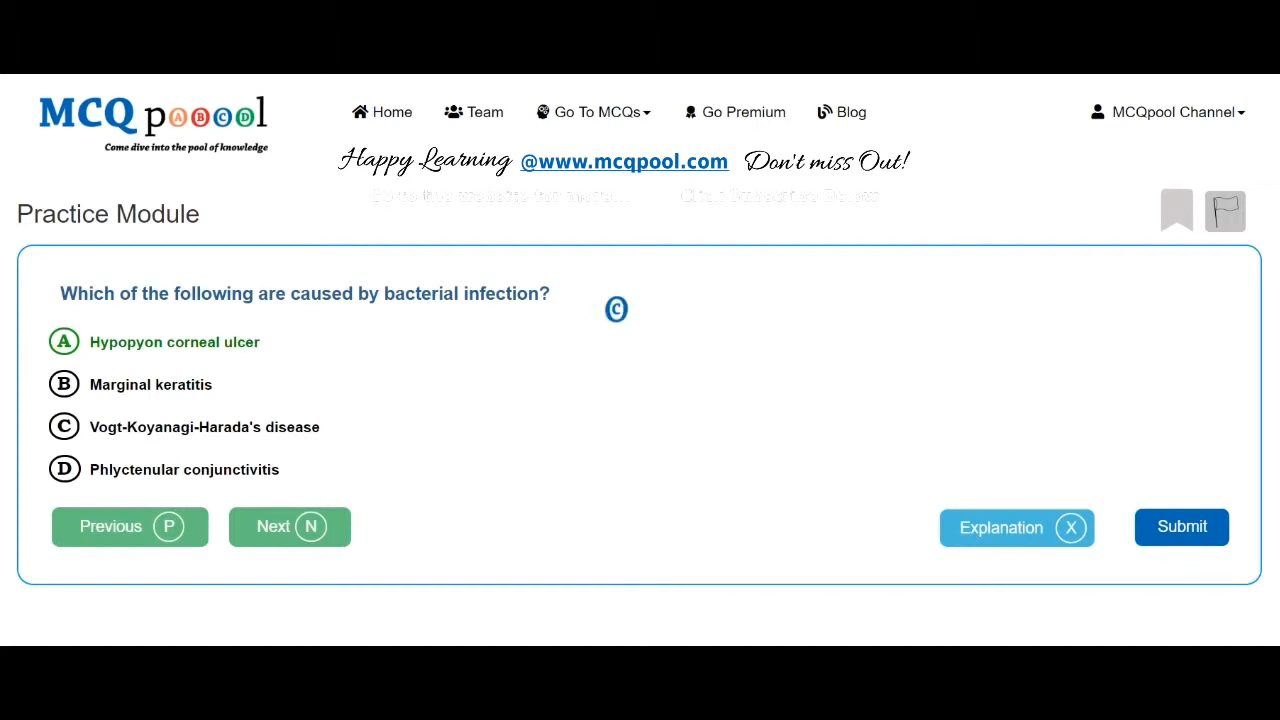 MCQ pABCDl
Come dive into the pool of knowledge
Home Team Go To MCQs Go Premium Blog MCQpool Channel
Happy Learning @www.mcqpool.com Don't miss Out!
Practice Module
Which of the following are caused by bacterial infection?
C
A Hypopyon corneal ulcer
B Marginal keratitis
C Vogt-Koyanagi-Harada's disease
D Phlyctenular conjunctivitis
Previous P Next N Explanation X Submit